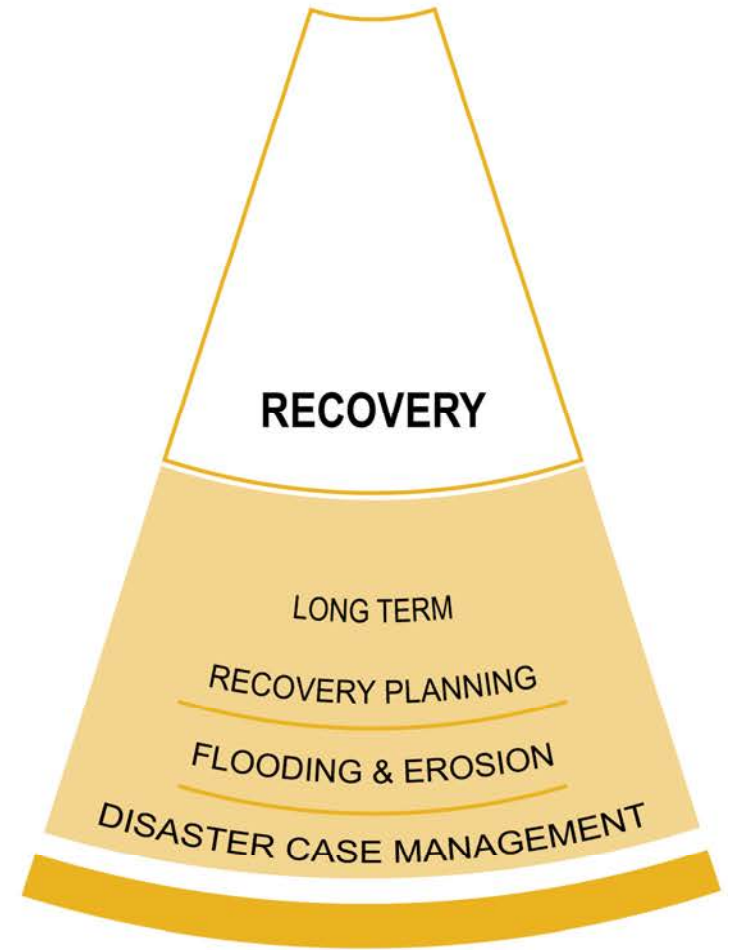 RECOVERY
LONG TERM
RECOVERY PLANNING
FLOODING & EROSION
DISASTER CASE MANAGEMENT